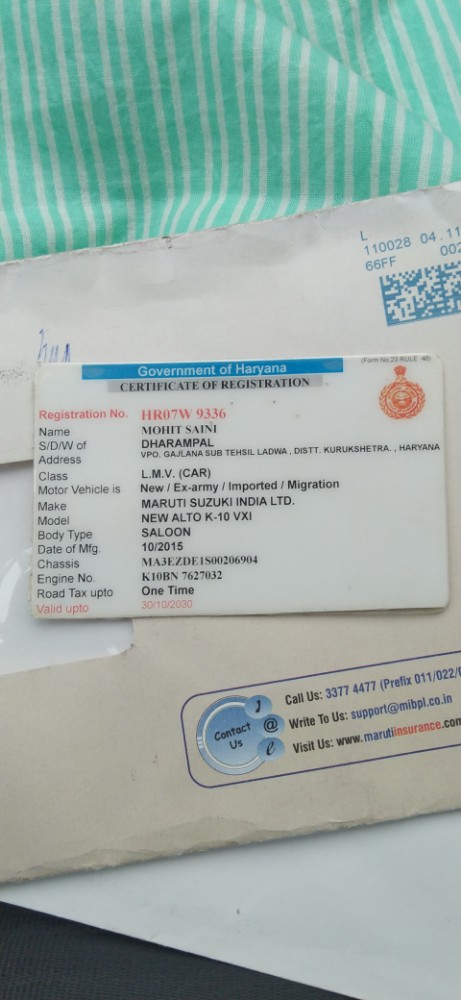 L
110028 04.11
66FF 002
Government of Haryana
(Form No 23 RULE 48)
CERTIFICATE OF REGISTRATION
Registration No. HR07W 9336
Name MOHIT SAINI
S/D/W of DHARAMPAL
Address VPO. GAJLANA SUB TEHSIL LADWA , DISTT. KURUKSHETRA. , HARYANA
Class L.M.V. (CAR)
Motor Vehicle is New / Ex-army / Imported / Migration
Make MARUTI SUZUKI INDIA LTD.
Model NEW ALTO K-10 VXI
Body Type SALOON
Date of Mfg. 10/2015
Chassis MA3EZDE1S00206904
Engine No. K10BN 7627032
Road Tax upto One Time
Valid upto 30/10/2030
Contact Us
Call Us: 3377 4477 (Prefix 011/022/0
@ Write To Us: support@mibpl.co.in
e Visit Us: www.marutiinsurance.com